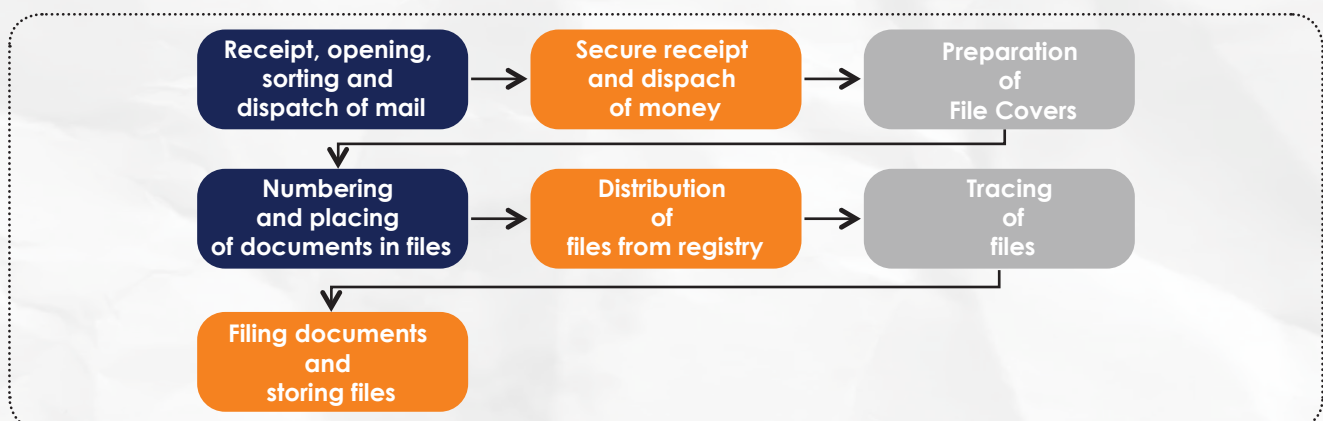 Receipt, opening,
sorting and
dispatch of mail
Secure receipt
and dispach
of money
Preparation
of
File Covers
Numbering
and placing
of documents in files
Distribution
of
files from registry
Tracing
of
files
Filing documents
and
storing files